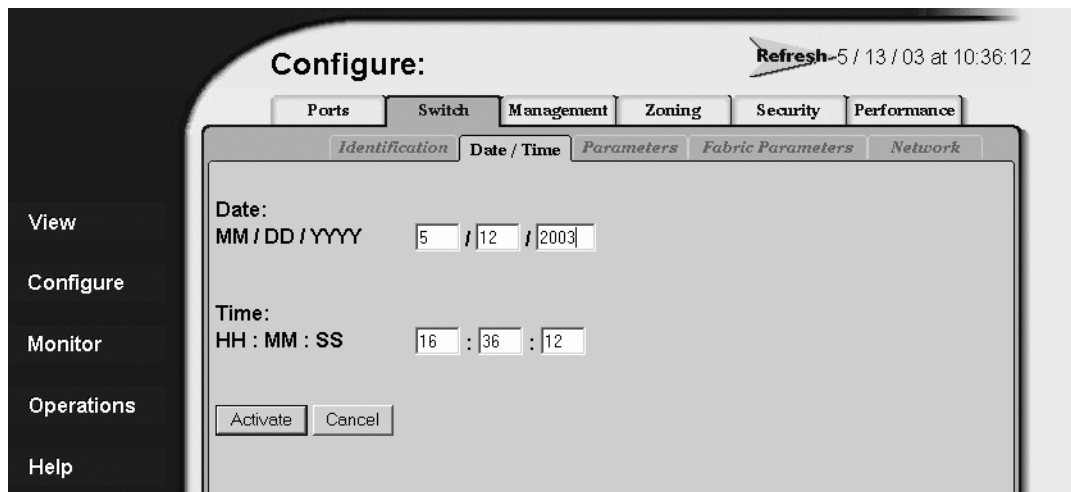 Configure:
Refresh-5 / 13 / 03 at 10:36:12
Ports Switch Management Zoning Security Performance
Identification Date / Time Parameters Fabric Parameters Network
View
Configure
Monitor
Operations
Help
Date:
MM / DD / YYYY 5 / 12 / 2003
Time:
HH : MM : SS 16 : 36 : 12
Activate Cancel